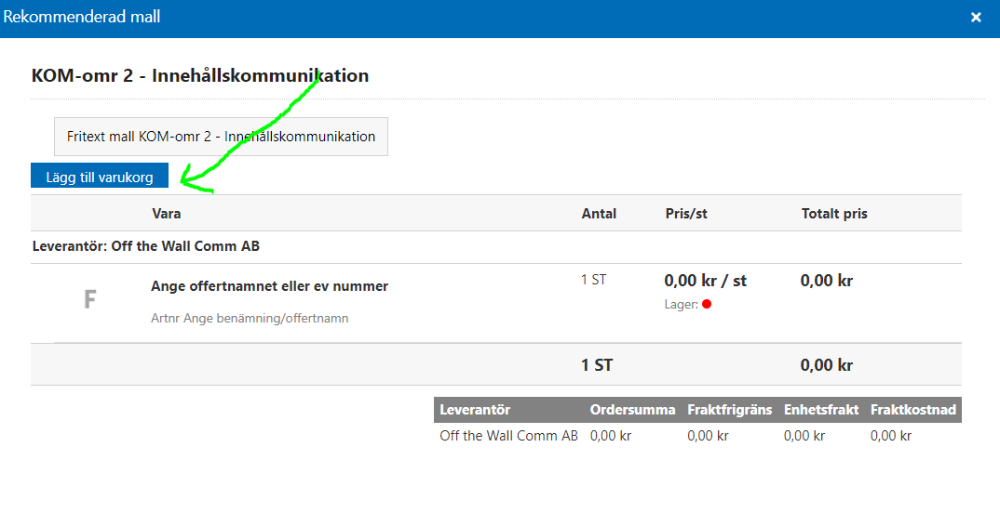 Rekommenderad mall ×
KOM-omr 2 - Innehållskommunikation
Fritext mall KOM-omr 2 - Innehållskommunikation
Lägg till varukorg
Vara Antal Pris/st Totalt pris
Leverantör: Off the Wall Comm AB
F Ange offertnamnet eller ev nummer 1 ST 0,00 kr / st 0,00 kr
Lager:
Artnr Ange benämning/offertnamn
1 ST 0,00 kr
Leverantör Ordersumma Fraktfrigräns Enhetsfrakt Fraktkostnad
Off the Wall Comm AB 0,00 kr 0,00 kr 0,00 kr 0,00 kr